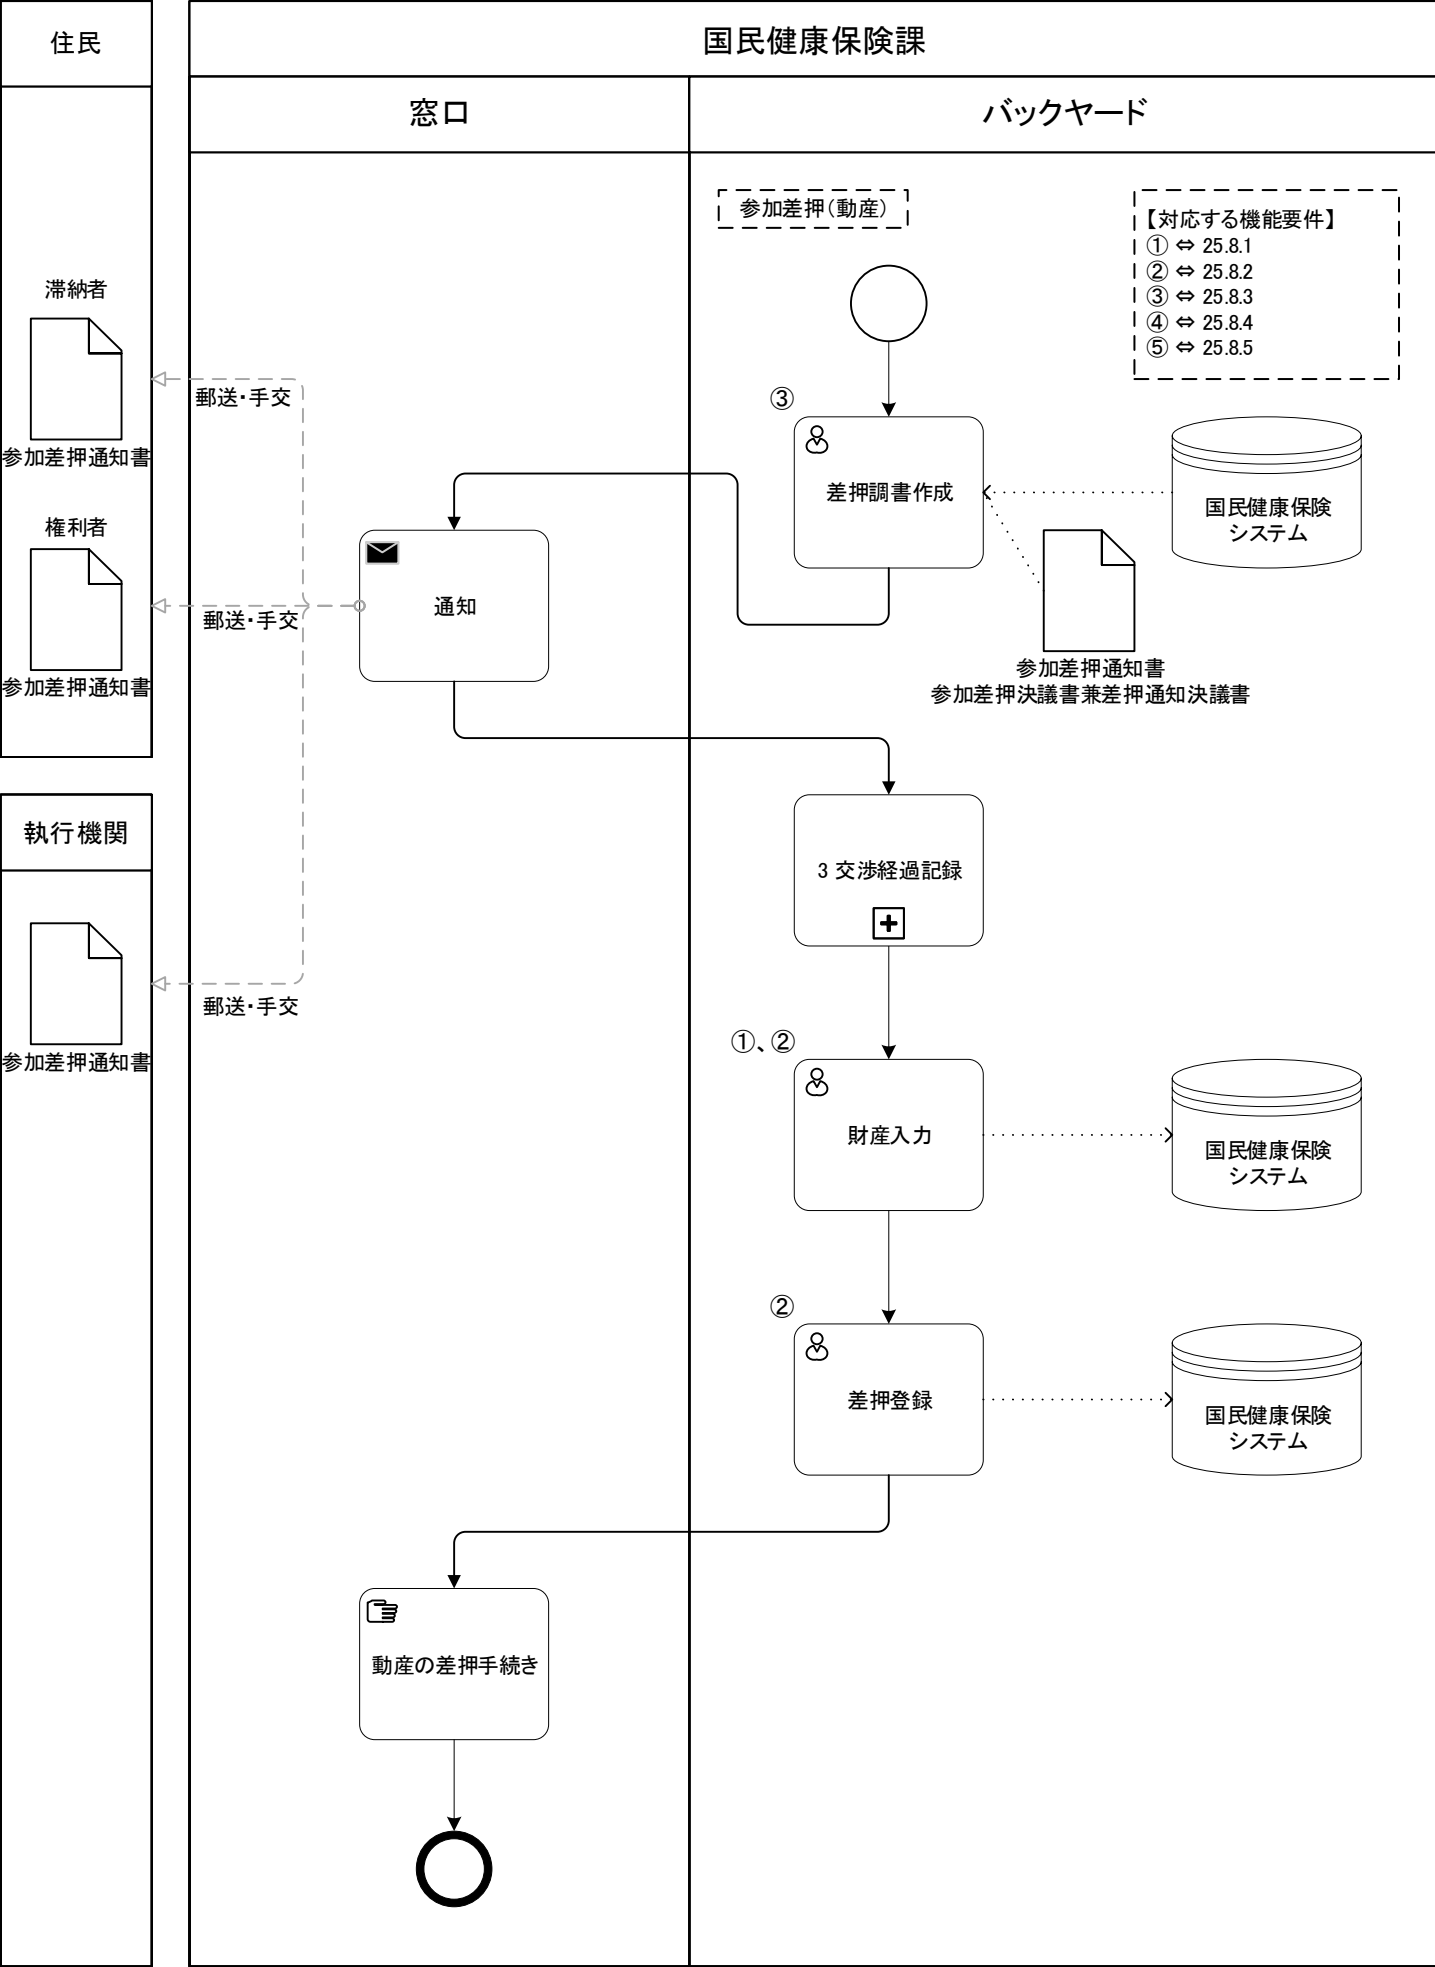 住民
国民健康保険課
窓口
バックヤード
参加差押（動産）
【対応する機能要件】
① ⇔ 25.8.1
② ⇔ 25.8.2
③ ⇔ 25.8.3
④ ⇔ 25.8.4
⑤ ⇔ 25.8.5
滞納者
参加差押通知書
郵送・手交
権利者
参加差押通知書
郵送・手交
③
差押調書作成
国民健康保険
システム
通知
参加差押通知書
参加差押決議書兼差押通知決議書
執行機関
参加差押通知書
郵送・手交
3 交渉経過記録
①、②
財産入力
国民健康保険
システム
②
差押登録
国民健康保険
システム
動産の差押手続き